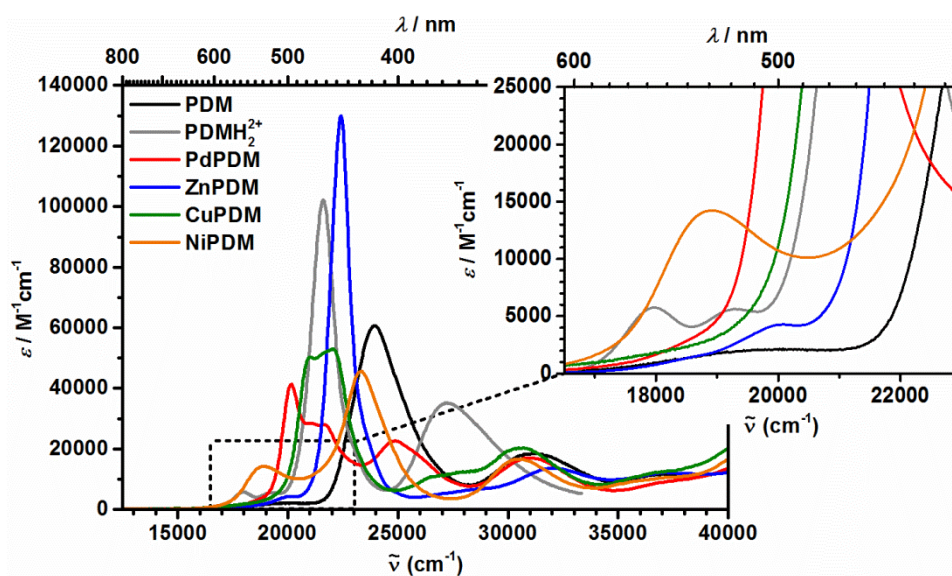 λ / nm
800 600 500 400
140000
120000
100000
80000
60000
40000
20000
0
ε / M⁻¹cm⁻¹
PDM
PDMH₂²⁺
PdPDM
ZnPDM
CuPDM
NiPDM
15000 20000 25000 30000 35000 40000
ṽ (cm⁻¹)
λ / nm
600 500
25000
20000
15000
10000
5000
0
ε / M⁻¹cm⁻¹
18000 20000 22000
ṽ (cm⁻¹)